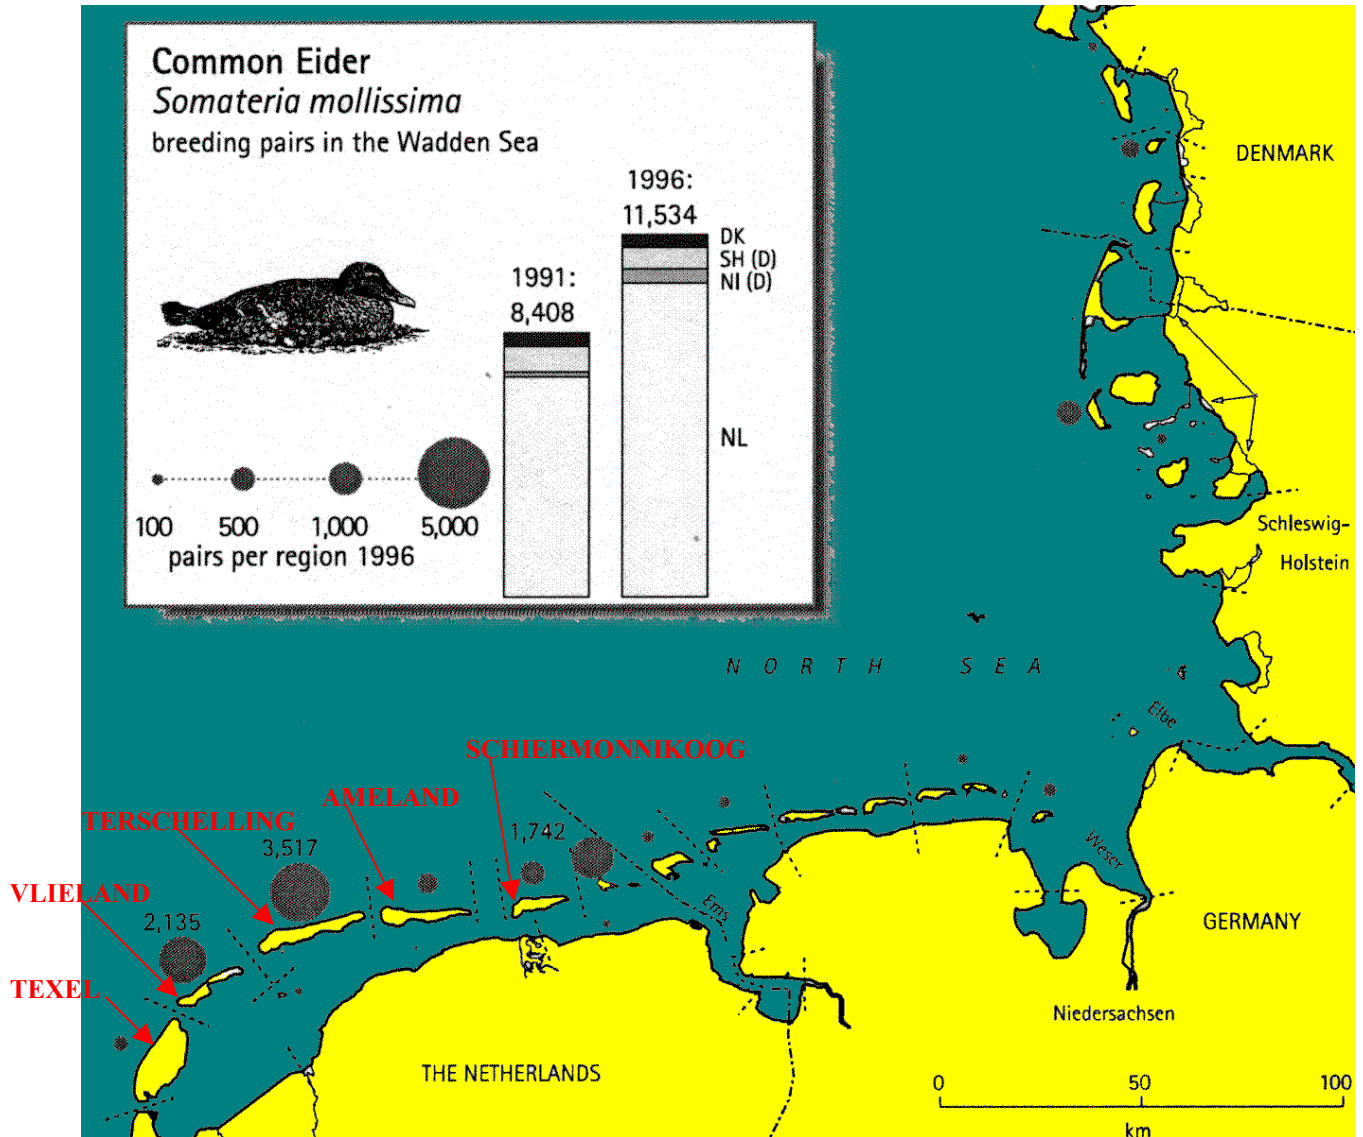 Common Eider
Somateria mollissima
breeding pairs in the Wadden Sea
1996:
11,534
DK
SH (D)
NI (D)
1991:
8,408
NL
100 500 1,000 5,000
pairs per region 1996
DENMARK
Schleswig-
Holstein
NORTH SEA
Elbe
SCHIERMONNIKOOG
AMELAND
TERSCHELLING
3,517
1,742
VLIELAND
2,135
Weser
Ems
GERMANY
TEXEL
Niedersachsen
THE NETHERLANDS
0 50 100
km